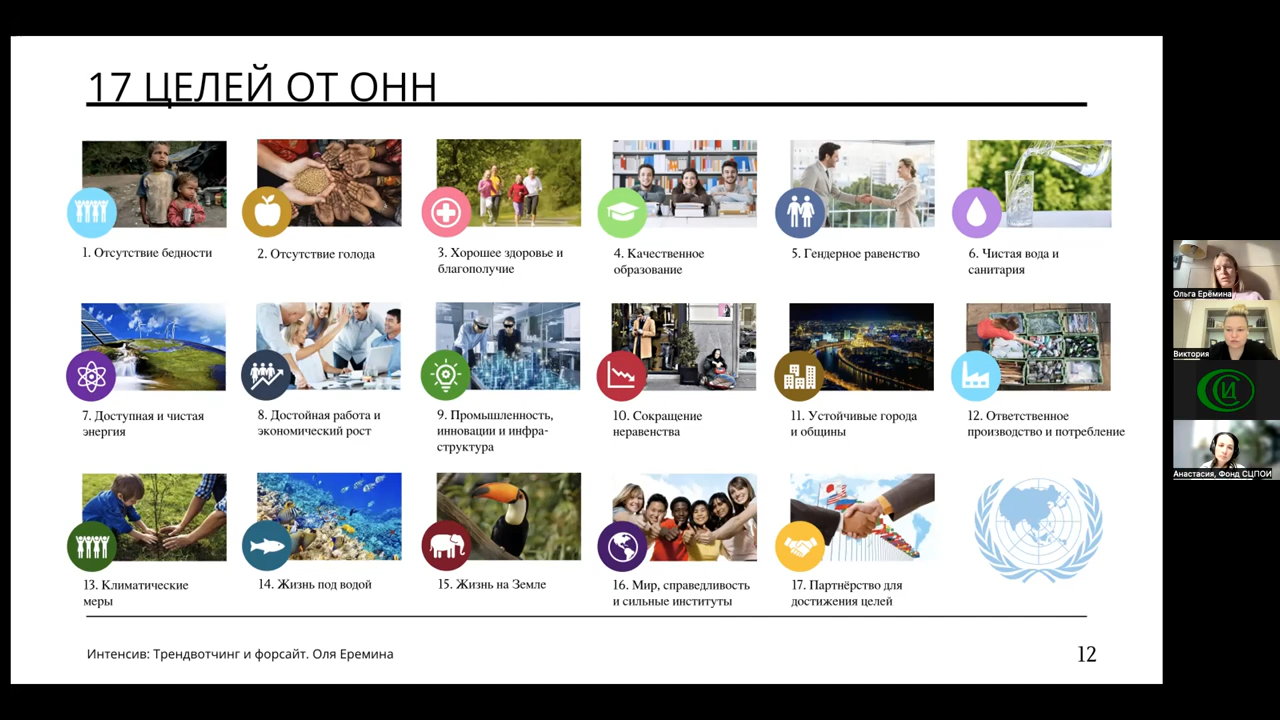 17 ЦЕЛЕЙ ОТ ОНН
1. Отсутствие бедности
2. Отсутствие голода
3. Хорошее здоровье и
благополучие
4. Качественное
образование
5. Гендерное равенство
6. Чистая вода и
санитария
7. Доступная и чистая
энергия
8. Достойная работа и
экономический рост
9. Промышленность,
инновации и инфра-
структура
10. Сокращение
неравенства
11. Устойчивые города
и общины
12. Ответственное
производство и потребление
13. Климатические
меры
14. Жизнь под водой
15. Жизнь на Земле
16. Мир, справедливость
и сильные институты
17. Партнёрство для
достижения целей
Интенсив: Трендвотчинг и форсайт. Оля Еремина
12
Ольга Ерёмина
Виктория
Анастасия, Фонд СЦПОИ